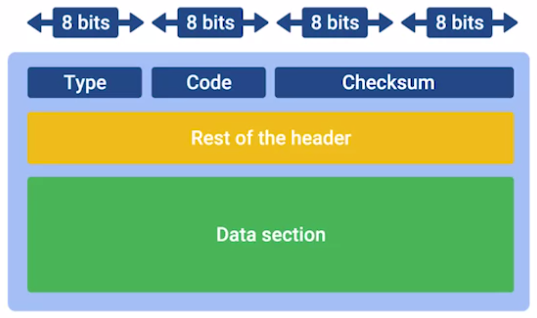 8 bits 8 bits 8 bits 8 bits
Type Code Checksum
Rest of the header
Data section